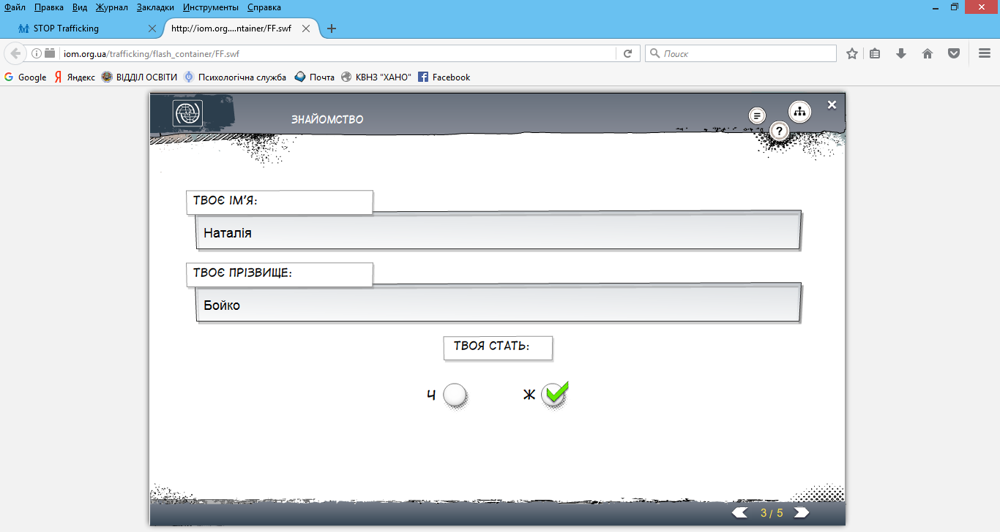 Файл Правка Вид Журнал Закладки Инструменты Справка
STOP Trafficking http://iom.org....ntainer/FF.swf
iom.org.ua/trafficking/flash_container/FF.swf Поиск
Google Яндекс ВІДДІЛ ОСВІТИ Психологічна служба Почта КВНЗ "ХАНО" Facebook
ЗНАЙОМСТВО
?
ТВОЄ ІМ'Я:
Наталія
ТВОЄ ПРІЗВИЩЕ:
Бойко
ТВОЯ СТАТЬ:
Ч Ж
3 / 5